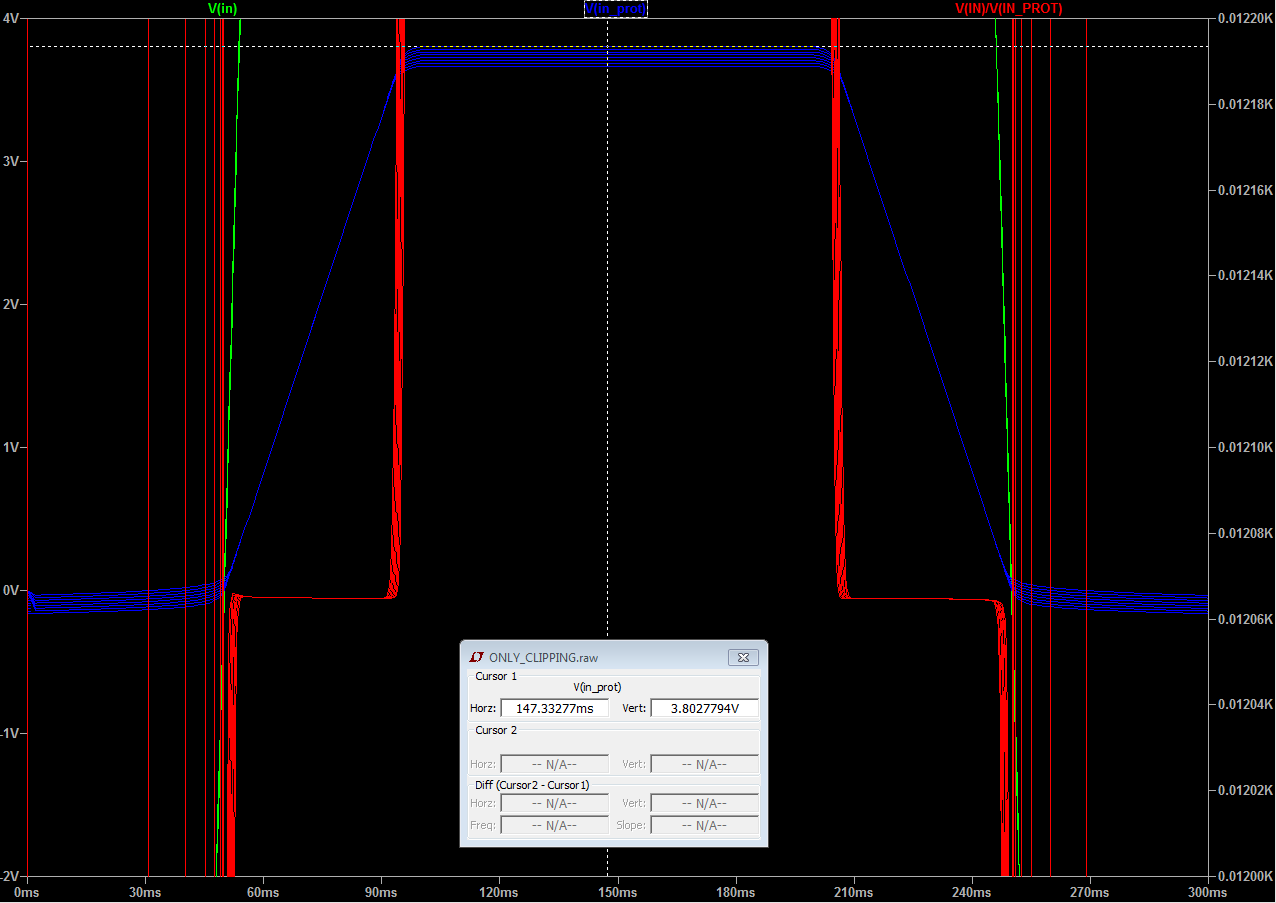 V(in) V(in_prot) V(IN)/V(IN_PROT)
4V 0.01220K
0.01218K
3V
0.01216K
0.01214K
2V
0.01212K
1V 0.01210K
0.01208K
0V
0.01206K
ONLY_CLIPPING.raw
Cursor 1
V(in_prot)
Horz: 147.33277ms Vert: 3.8027794V
-1V 0.01204K
Cursor 2
Horz: -- N/A-- Vert: -- N/A--
Diff (Cursor2 - Cursor1)
0.01202K
Horz: -- N/A-- Vert: -- N/A--
Freq: -- N/A-- Slope: -- N/A--
-2V 0.01200K
0ms 30ms 60ms 90ms 120ms 150ms 180ms 210ms 240ms 270ms 300ms